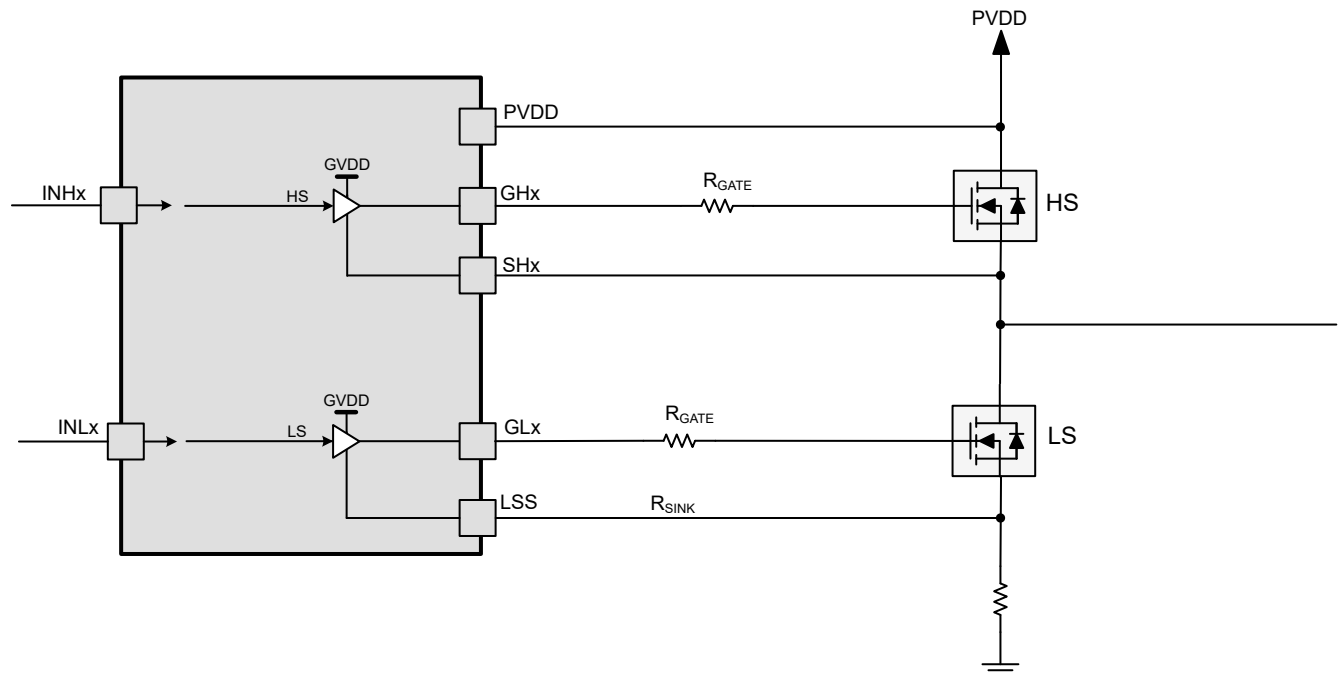 PVDD
PVDD
GVDD
INHx
HS
GHx
RGATE
HS
SHx
GVDD
INLx
LS
GLx
RGATE
LS
LSS
RSINK